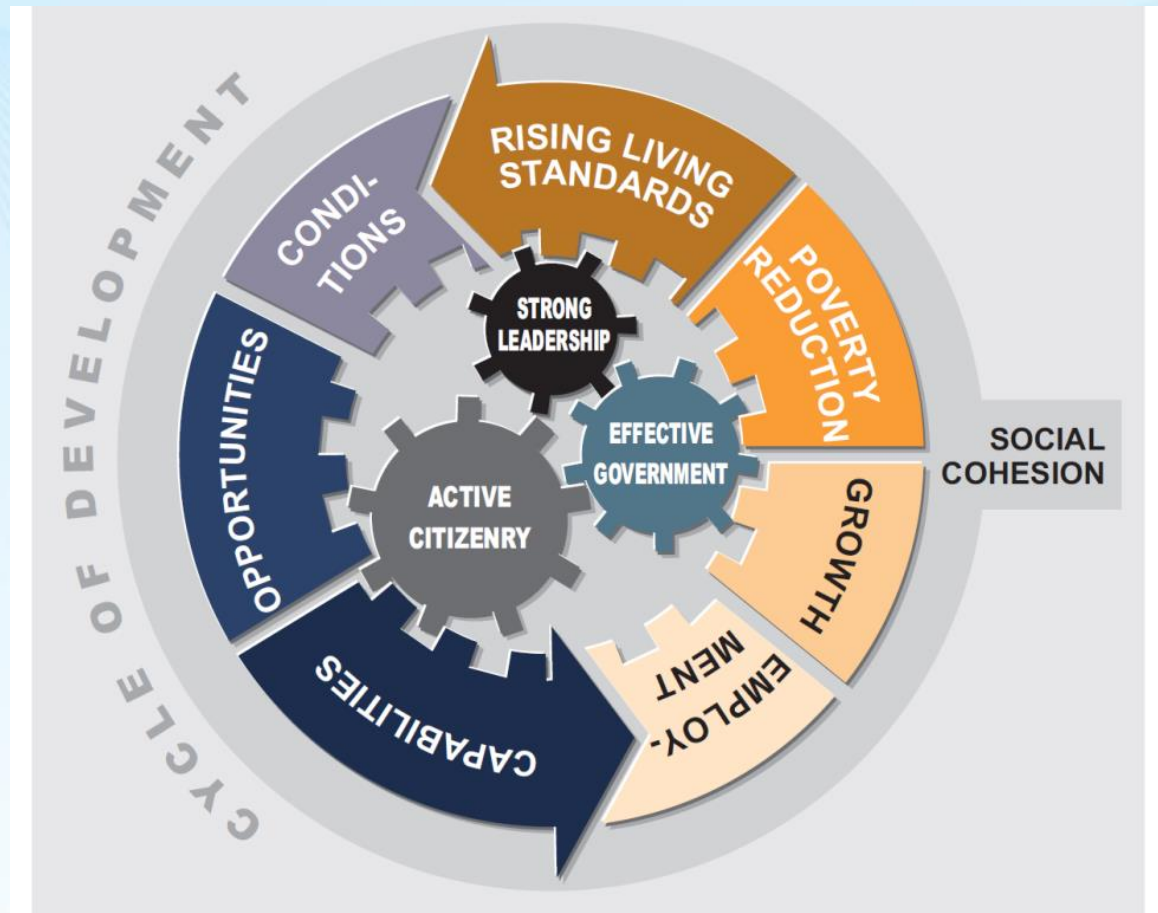 CYCLE OF DEVELOPMENT
RISING LIVING
STANDARDS
POVERTY
REDUCTION
GROWTH
EMPLOY-
MENT
CAPABILITIES
OPPORTUNITIES
CONDI-
TIONS
STRONG
LEADERSHIP
EFFECTIVE
GOVERNMENT
ACTIVE
CITIZENRY
SOCIAL
COHESION